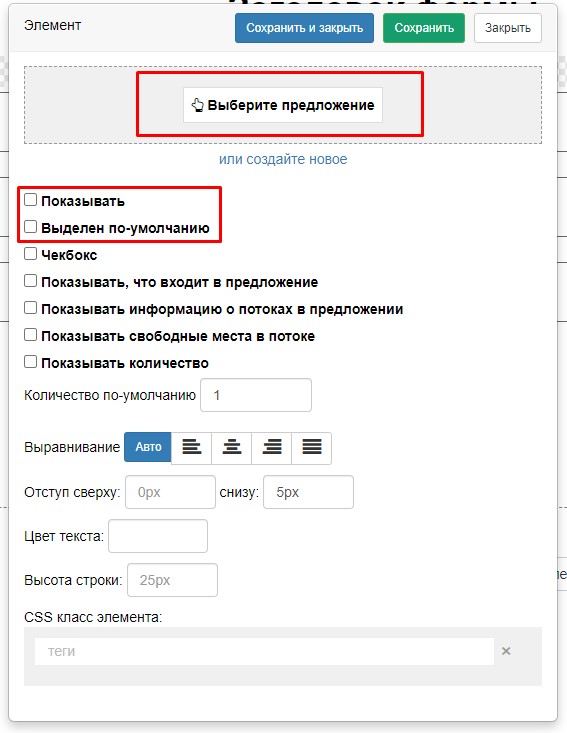 Заголовок формы
Элемент Сохранить и закрыть Сохранить Закрыть
Выберите предложение
или создайте новое
Показывать
Выделен по-умолчанию
Чекбокс
Показывать, что входит в предложение
Показывать информацию о потоках в предложении
Показывать свободные места в потоке
Показывать количество
Количество по-умолчанию 1
Выравнивание Авто
Отступ сверху: 0px снизу: 5px
Цвет текста:
Высота строки: 25px
CSS класс элемента:
теги ×